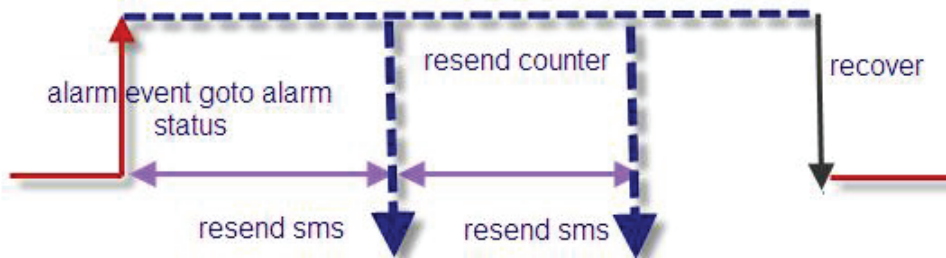 resend counter
recover
alarm event goto alarm
status
resend sms
resend sms